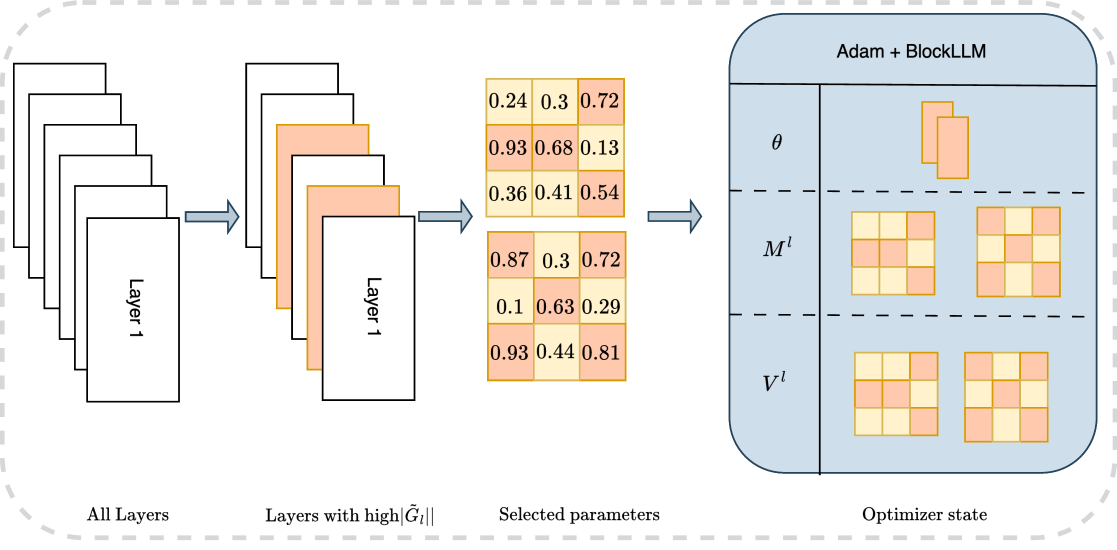 Adam + BlockLLM
Layer 1
Layer 1
0.24 0.3 0.72
0.93 0.68 0.13
0.36 0.41 0.54
0.87 0.3 0.72
0.1 0.63 0.29
0.93 0.44 0.81
θ
M^l
V^l
All Layers
Layers with high|G̃_l||
Selected parameters
Optimizer state